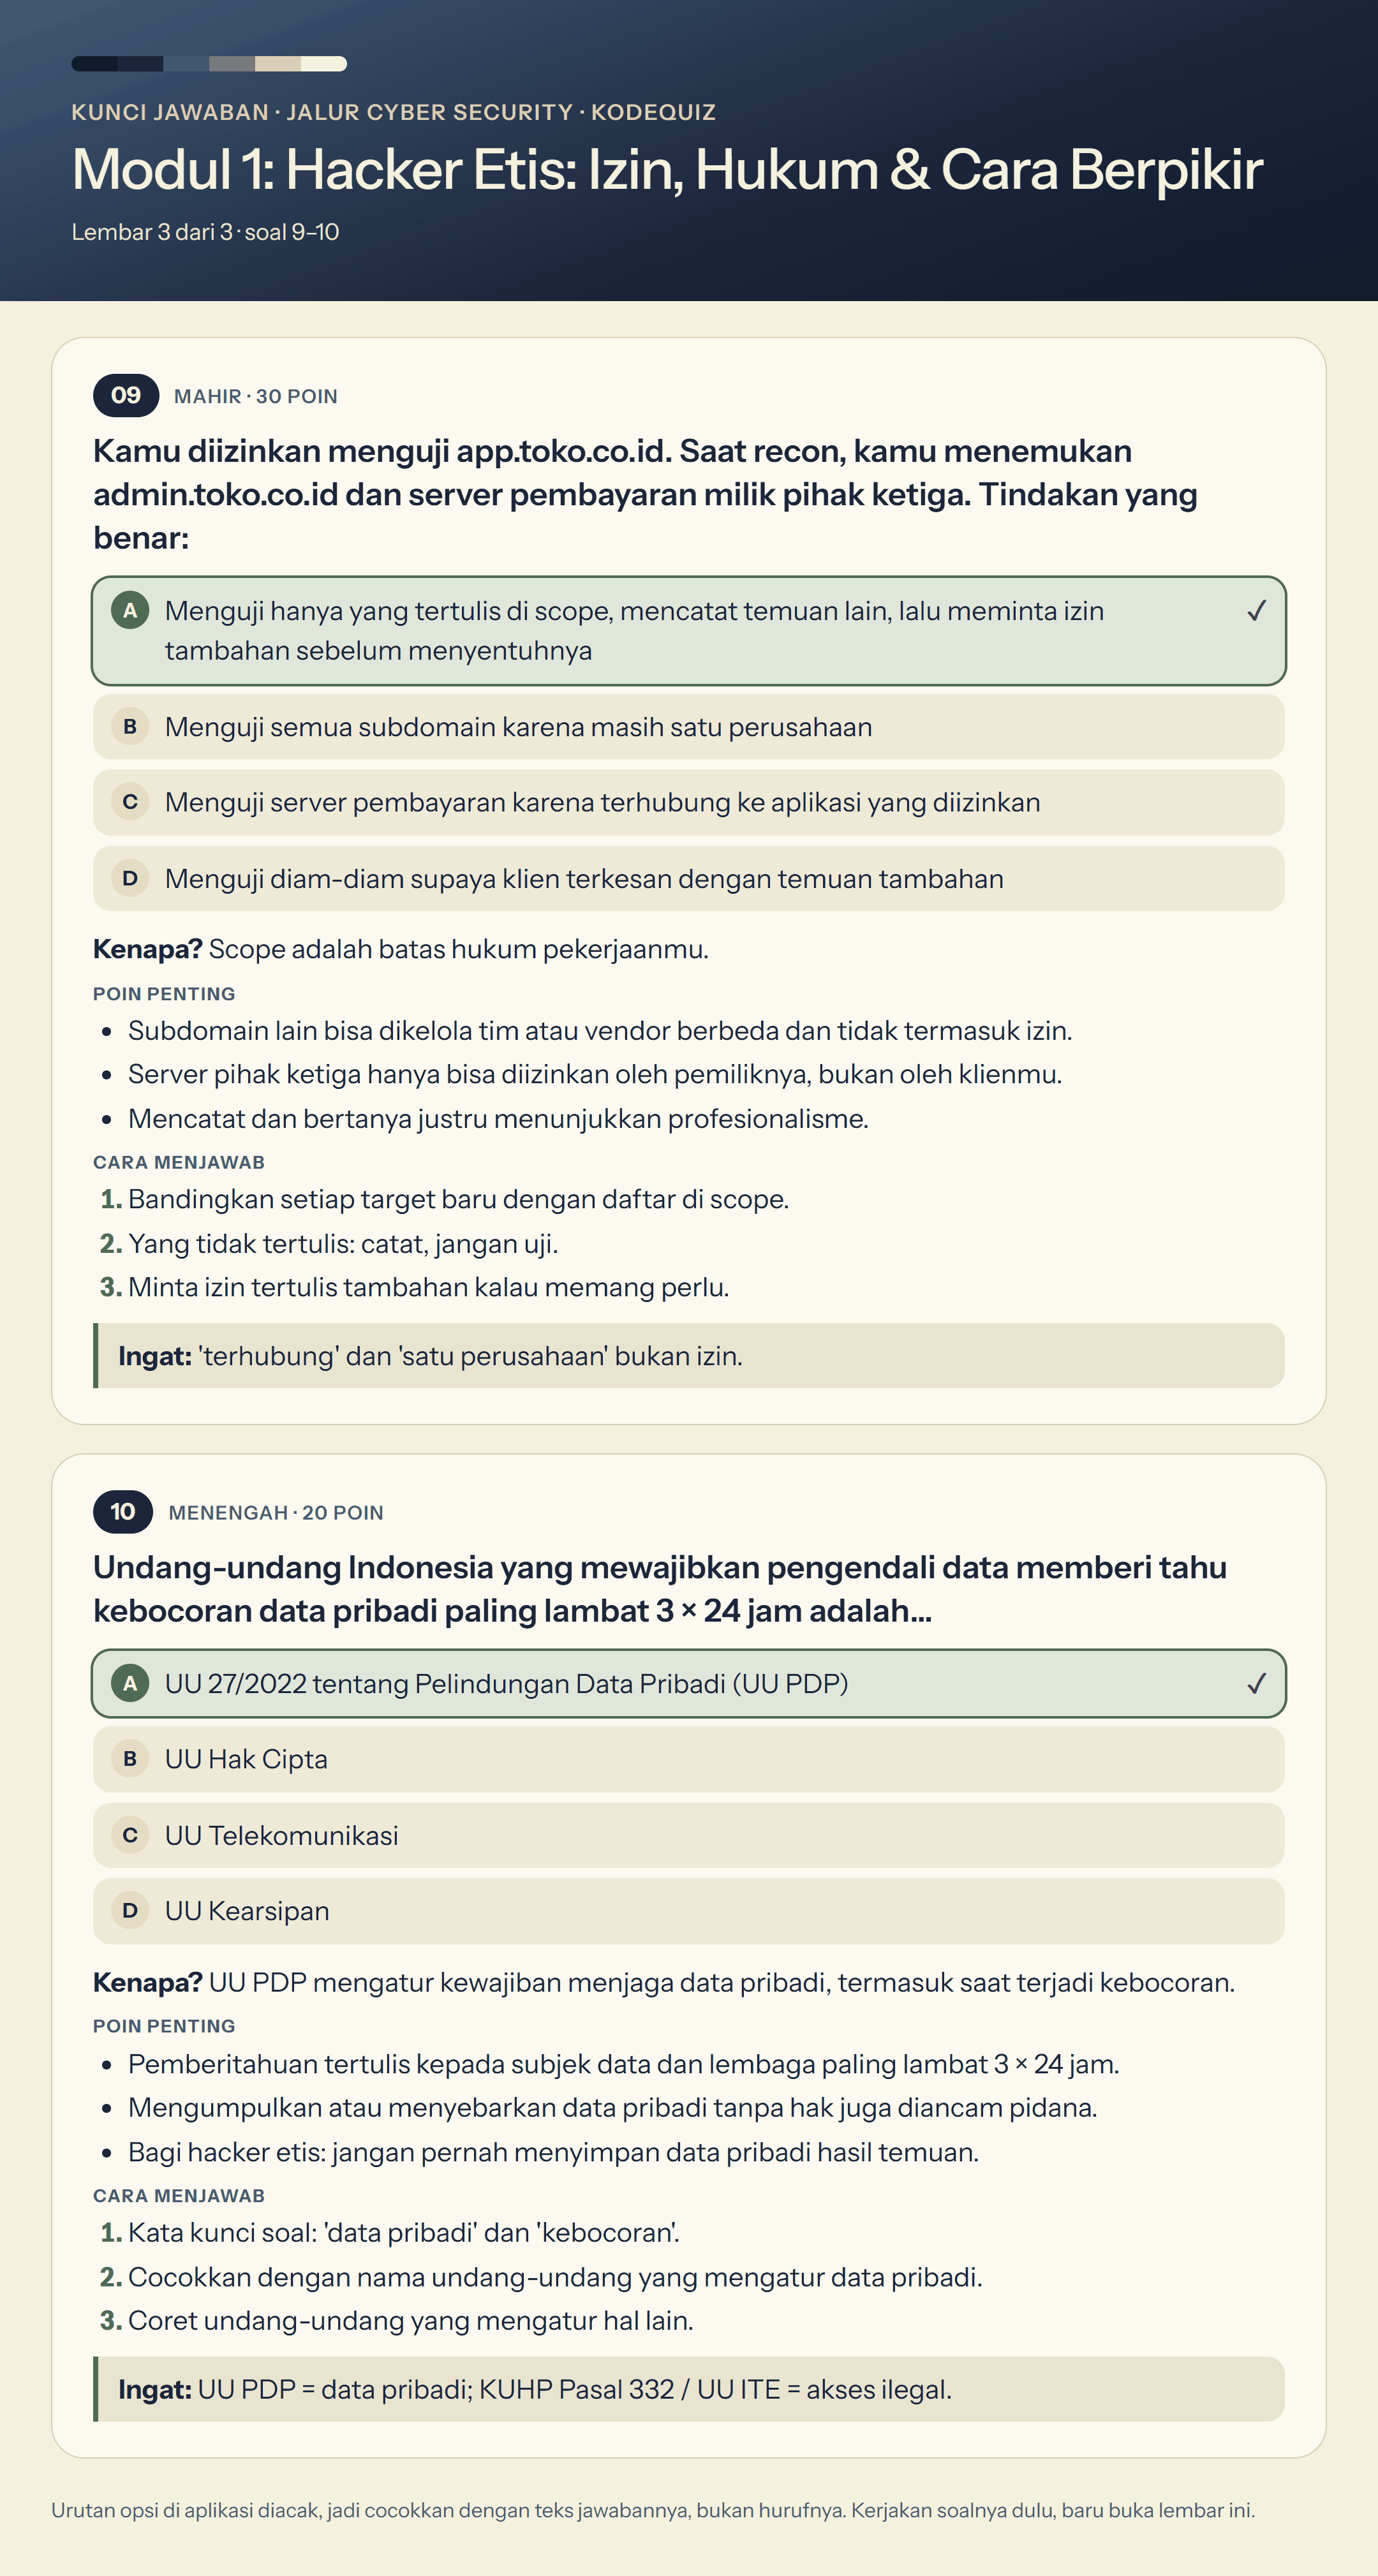 KUNCI JAWABAN · JALUR CYBER SECURITY · KODEQUIZ
Modul 1: Hacker Etis: Izin, Hukum & Cara Berpikir
Lembar 3 dari 3 · soal 9–10
09 MAHIR · 30 POIN
Kamu diizinkan menguji app.toko.co.id. Saat recon, kamu menemukan
admin.toko.co.id dan server pembayaran milik pihak ketiga. Tindakan yang
benar:
A Menguji hanya yang tertulis di scope, mencatat temuan lain, lalu meminta izin ✓
tambahan sebelum menyentuhnya
B Menguji semua subdomain karena masih satu perusahaan
C Menguji server pembayaran karena terhubung ke aplikasi yang diizinkan
D Menguji diam-diam supaya klien terkesan dengan temuan tambahan
Kenapa? Scope adalah batas hukum pekerjaanmu.
POIN PENTING
• Subdomain lain bisa dikelola tim atau vendor berbeda dan tidak termasuk izin.
• Server pihak ketiga hanya bisa diizinkan oleh pemiliknya, bukan oleh klienmu.
• Mencatat dan bertanya justru menunjukkan profesionalisme.
CARA MENJAWAB
1. Bandingkan setiap target baru dengan daftar di scope.
2. Yang tidak tertulis: catat, jangan uji.
3. Minta izin tertulis tambahan kalau memang perlu.
Ingat: 'terhubung' dan 'satu perusahaan' bukan izin.
10 MENENGAH · 20 POIN
Undang-undang Indonesia yang mewajibkan pengendali data memberi tahu
kebocoran data pribadi paling lambat 3 × 24 jam adalah...
A UU 27/2022 tentang Pelindungan Data Pribadi (UU PDP) ✓
B UU Hak Cipta
C UU Telekomunikasi
D UU Kearsipan
Kenapa? UU PDP mengatur kewajiban menjaga data pribadi, termasuk saat terjadi kebocoran.
POIN PENTING
• Pemberitahuan tertulis kepada subjek data dan lembaga paling lambat 3 × 24 jam.
• Mengumpulkan atau menyebarkan data pribadi tanpa hak juga diancam pidana.
• Bagi hacker etis: jangan pernah menyimpan data pribadi hasil temuan.
CARA MENJAWAB
1. Kata kunci soal: 'data pribadi' dan 'kebocoran'.
2. Cocokkan dengan nama undang-undang yang mengatur data pribadi.
3. Coret undang-undang yang mengatur hal lain.
Ingat: UU PDP = data pribadi; KUHP Pasal 332 / UU ITE = akses ilegal.
Urutan opsi di aplikasi diacak, jadi cocokkan dengan teks jawabannya, bukan hurufnya. Kerjakan soalnya dulu, baru buka lembar ini.